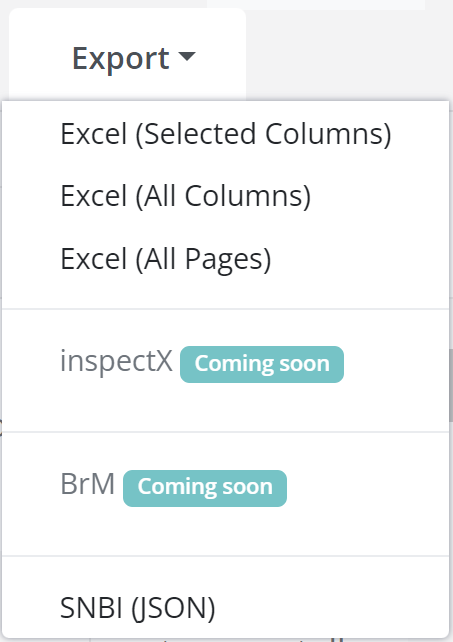 Export
Excel (Selected Columns)
Excel (All Columns)
Excel (All Pages)
inspectX Coming soon
BrM Coming soon
SNBI (JSON)